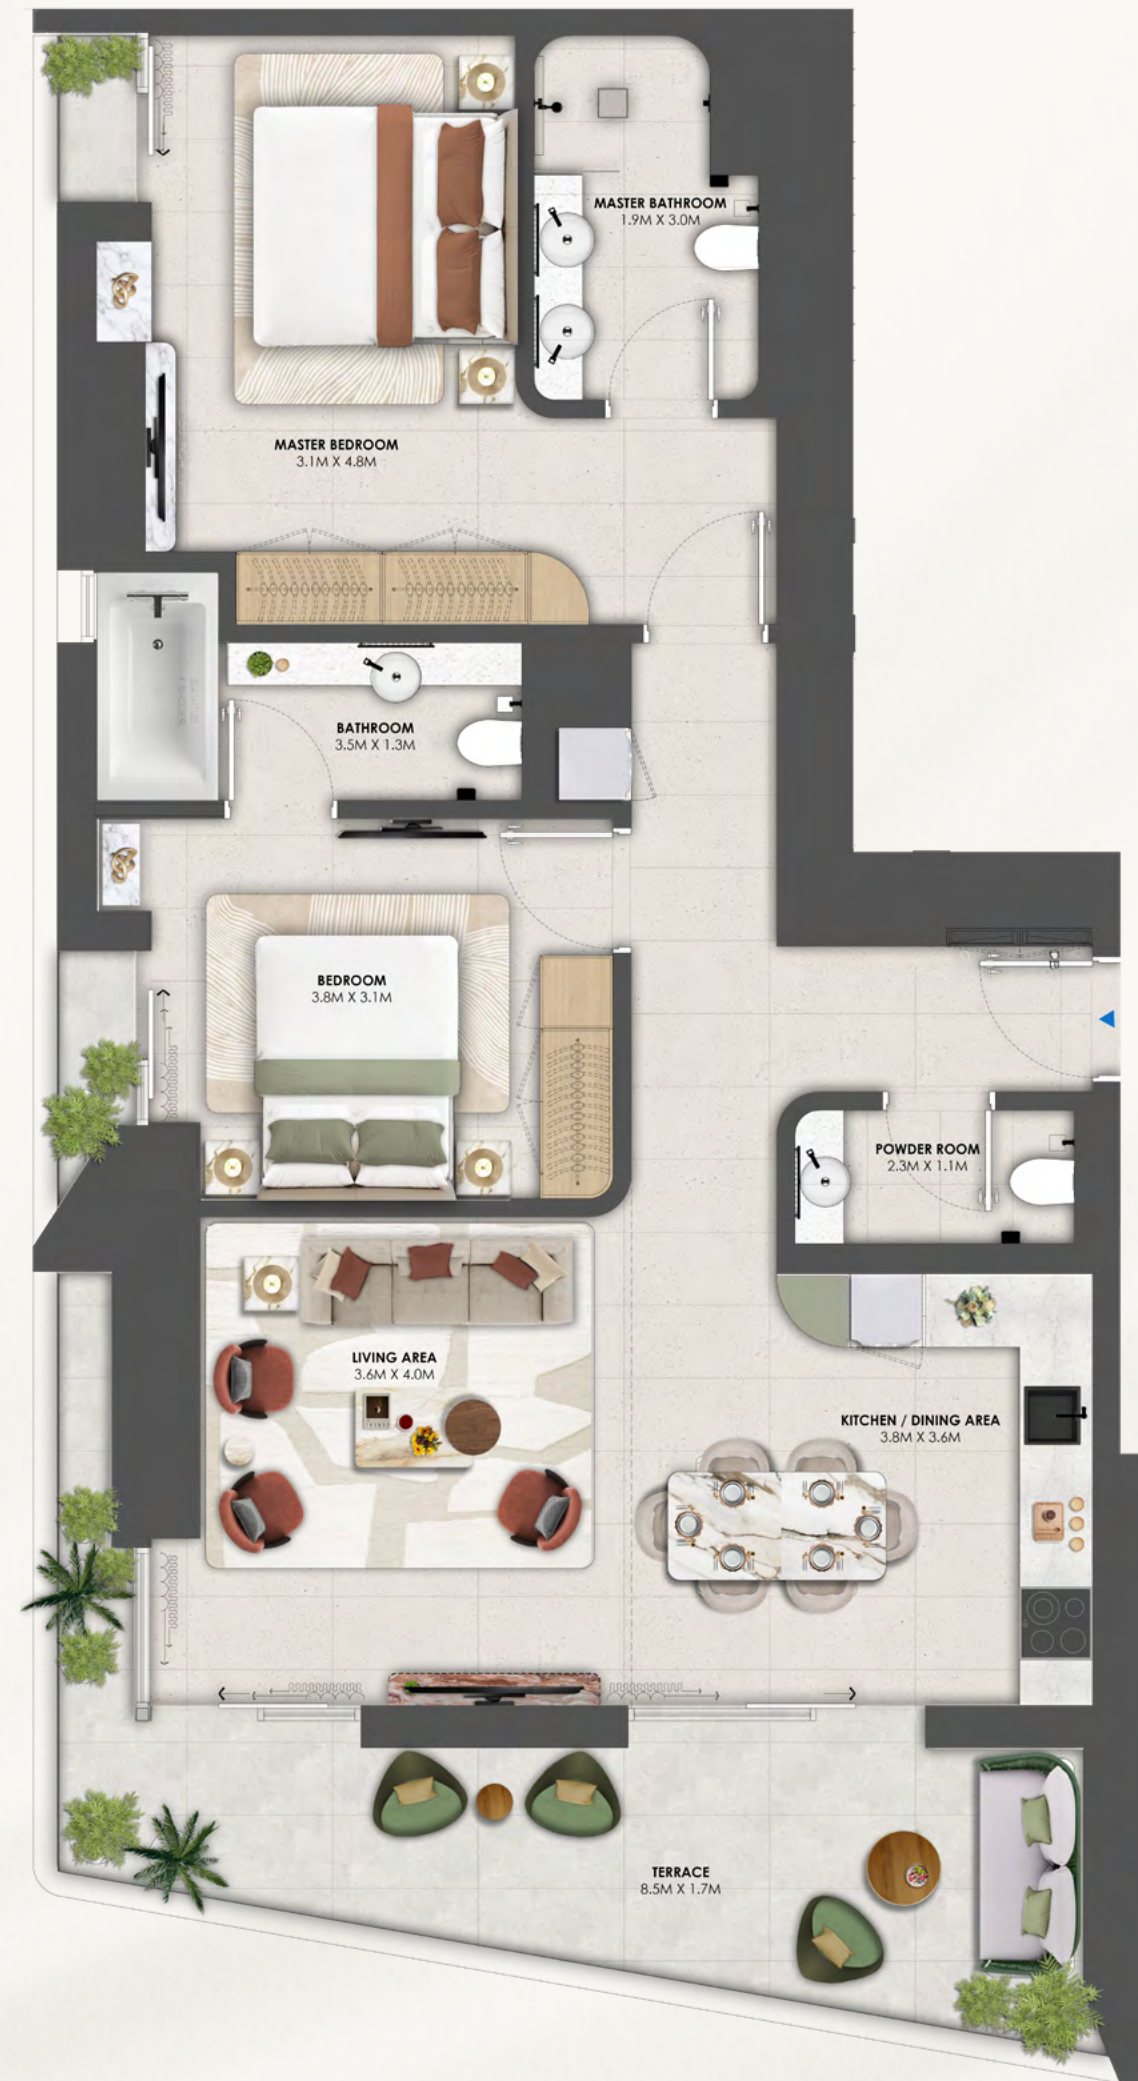 MASTER BATHROOM
1.9M X 3.0M
MASTER BEDROOM
3.1M X 4.8M
BATHROOM
3.5M X 1.3M
BEDROOM
3.8M X 3.1M
POWDER ROOM
2.3M X 1.1M
LIVING AREA
3.6M X 4.0M
KITCHEN / DINING AREA
3.8M X 3.6M
TERRACE
8.5M X 1.7M